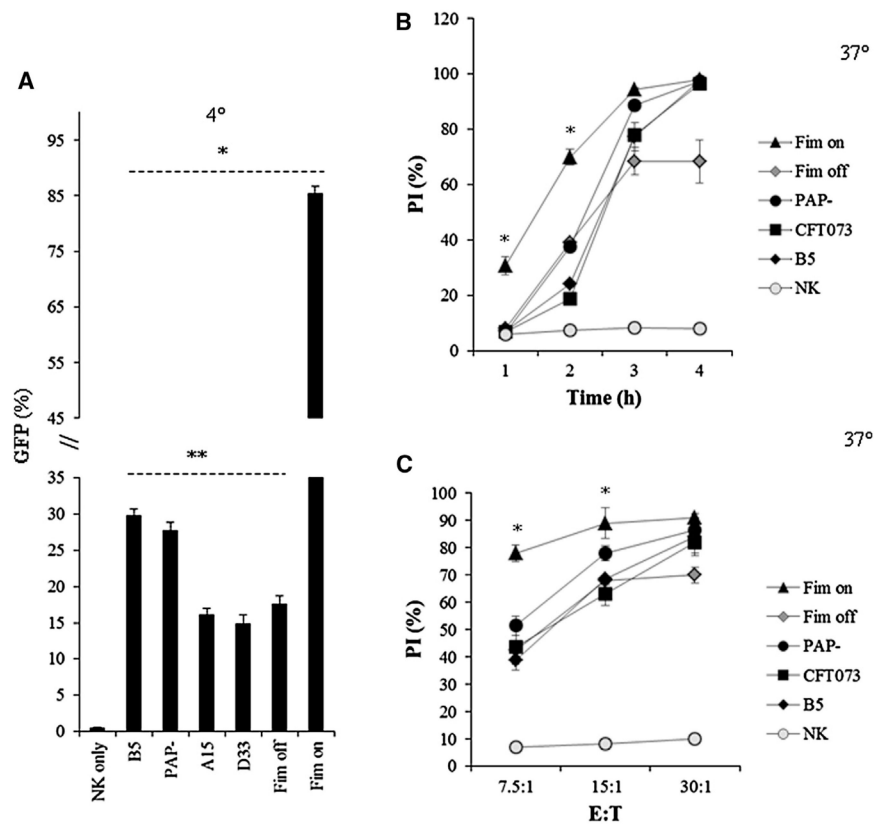 A
4°
*
95
85
75
65
55
45
GFP (%)
//
**
35
30
25
20
15
10
5
0
NK only
B5
PAP-
A15
D33
Fim off
Fim on
B
37°
120
100
80
60
40
20
0
PI (%)
*
*
1 2 3 4
Time (h)
Fim on
Fim off
PAP-
CFT073
B5
NK
37°
C
100
90
80
70
60
50
40
30
20
10
0
PI (%)
*
*
7.5:1 15:1 30:1
E:T
Fim on
Fim off
PAP-
CFT073
B5
NK